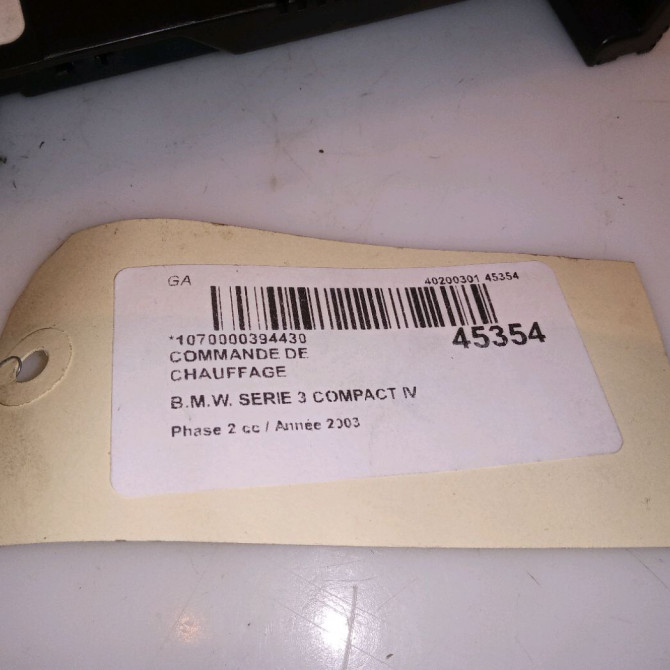 GA
40200301 45354
*1070000394430
45354
COMMANDE DE
CHAUFFAGE
B.M.W. SERIE 3 COMPACT IV
Phase 2 cc / Année 2003